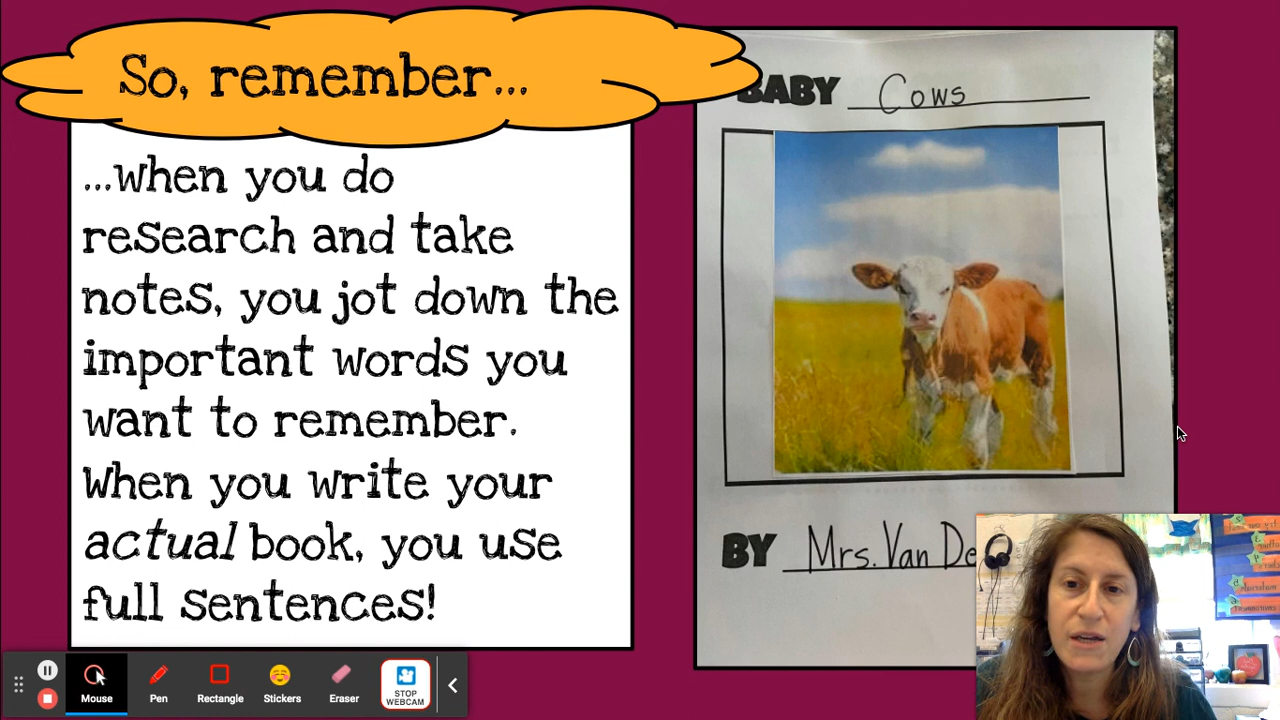 So, remember...
...when you do
research and take
notes, you jot down the
important words you
want to remember.
When you write your
actual book, you use
full sentences!
BABY Cows
BY Mrs. Van De
Mouse
Pen
Rectangle
Stickers
Eraser
STOP
WEBCAM